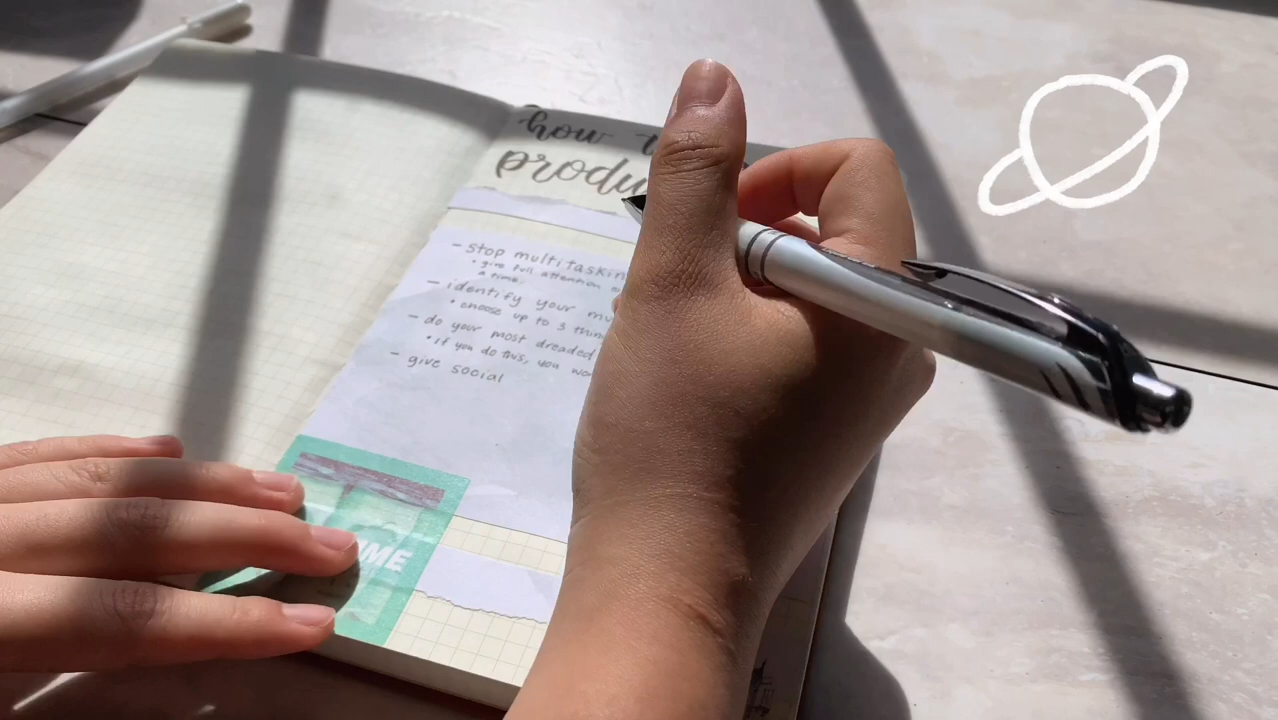 how t
produ
- stop multitaskin
• give full attention o
a time.
- identify your mu
• choose up to 3 thin
- do your most dreaded
• if you do this, you wo
- give social
IME